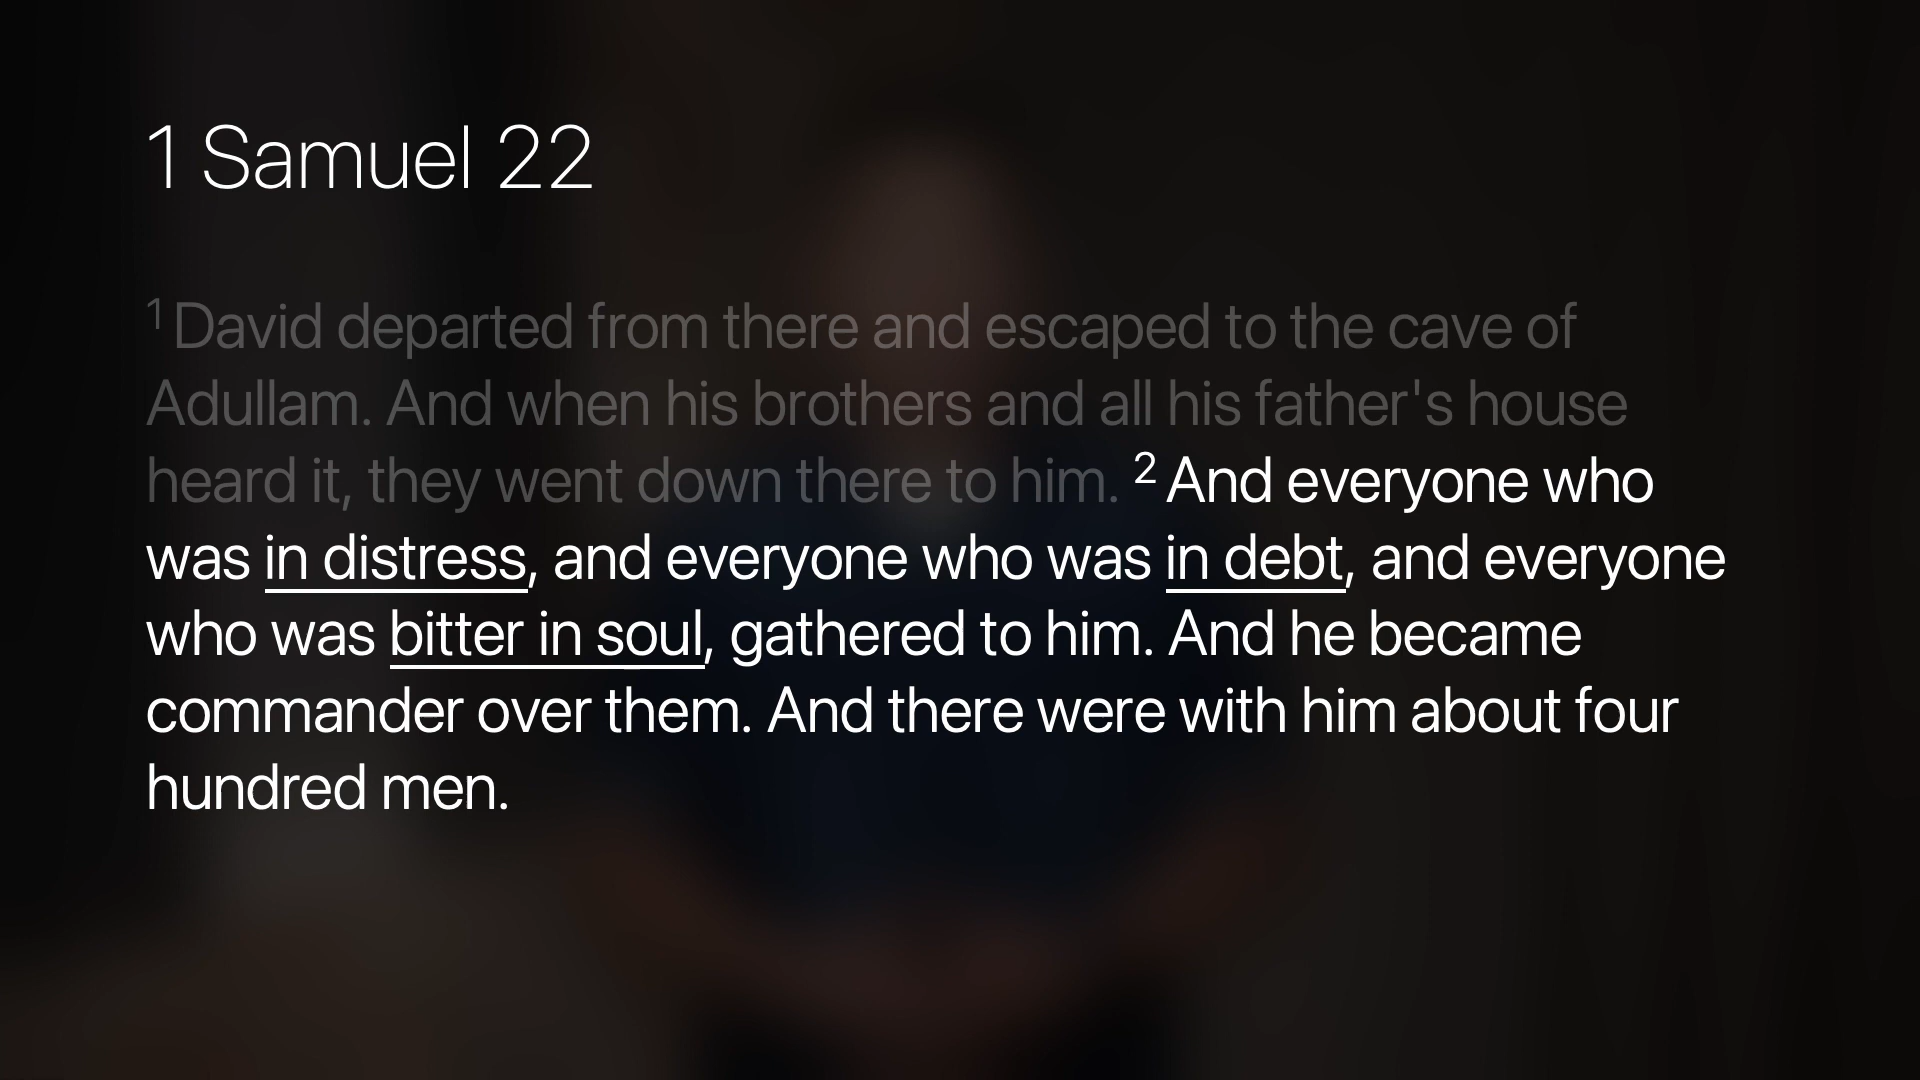 1 Samuel 22
1 David departed from there and escaped to the cave of
Adullam. And when his brothers and all his father's house
heard it, they went down there to him. 2 And everyone who
was in distress, and everyone who was in debt, and everyone
who was bitter in soul, gathered to him. And he became
commander over them. And there were with him about four
hundred men.